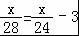 x/28 = x/24 - 3